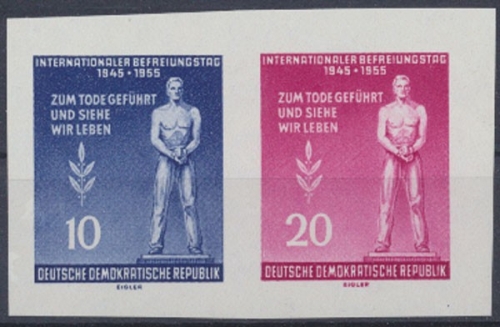 INTERNATIONALER BEFREIUNGSTAG
1945 • 1955
ZUM TODE GEFÜHRT
UND SIEHE
WIR LEBEN
10
DEUTSCHE DEMOKRATISCHE REPUBLIK
EIGLER
INTERNATIONALER BEFREIUNGSTAG
1945 • 1955
ZUM TODE GEFÜHRT
UND SIEHE
WIR LEBEN
20
DEUTSCHE DEMOKRATISCHE REPUBLIK
EIGLER